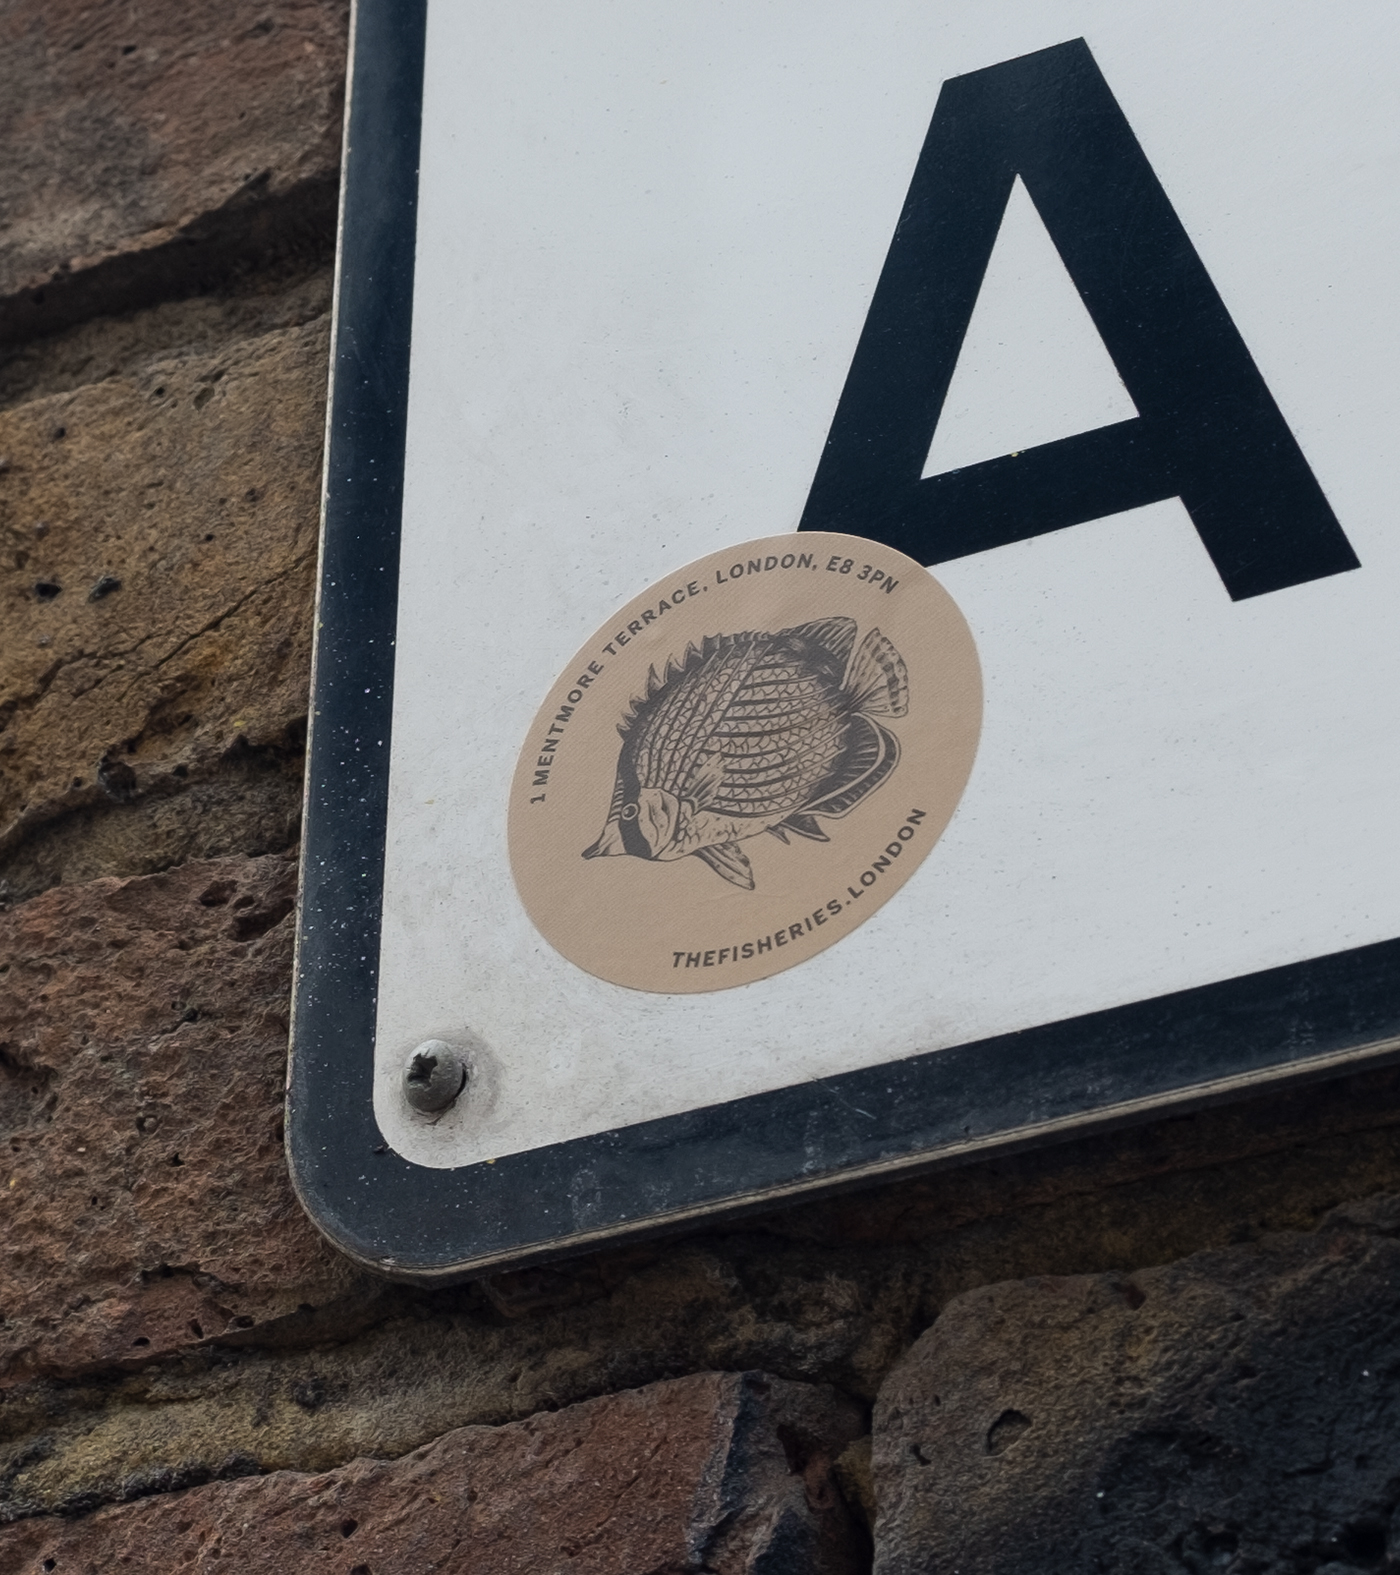 A
1 MENTMORE TERRACE, LONDON, E8 3PN
THEFISHERIES.LONDON